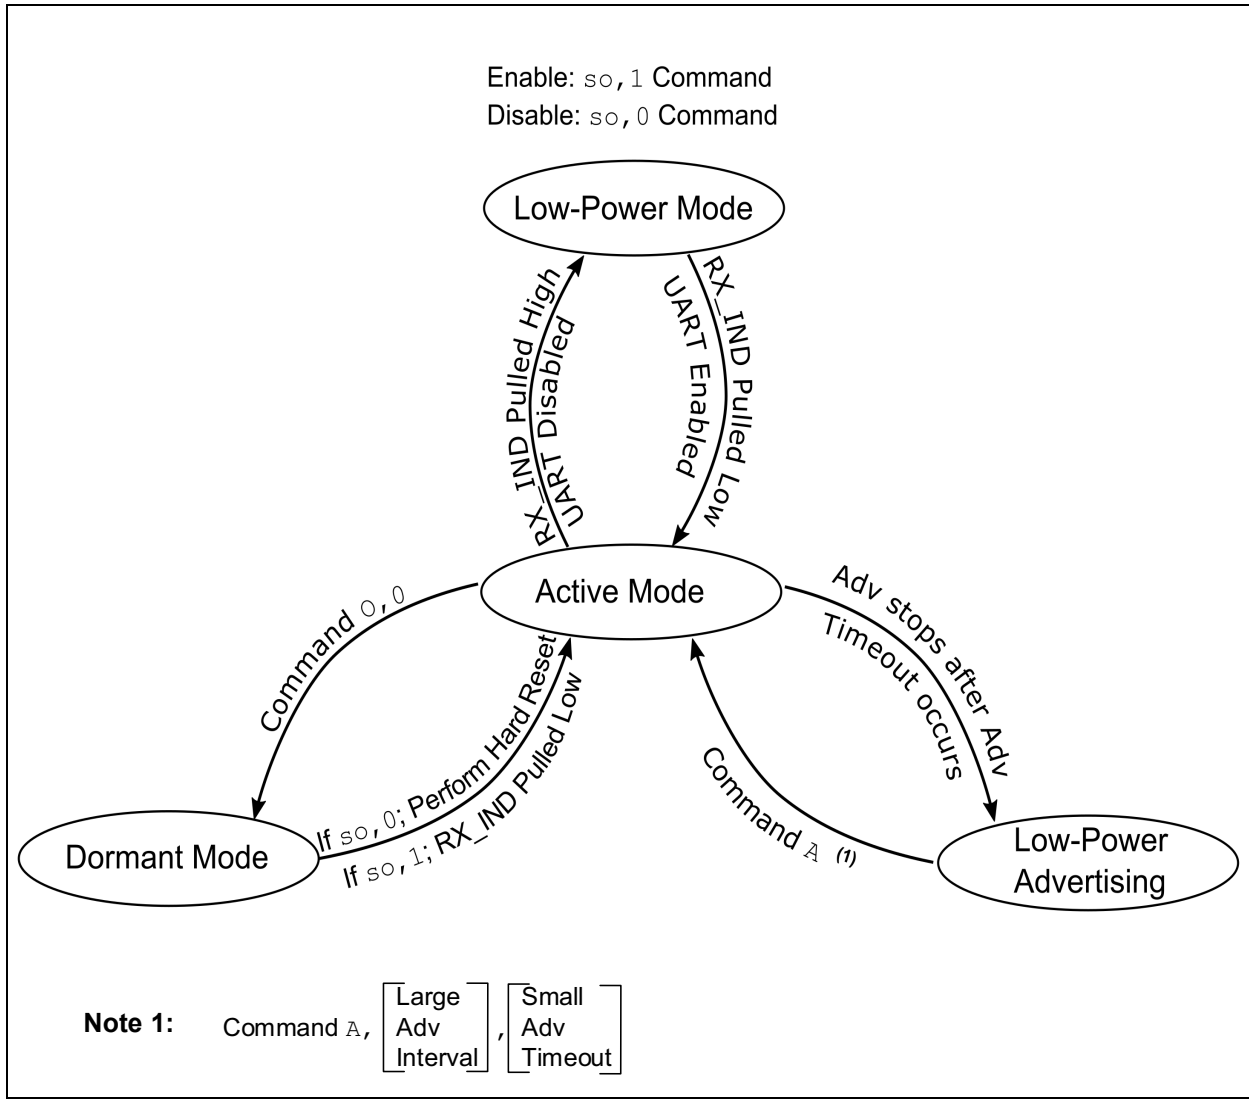 Enable: so,1 Command
Disable: so,0 Command
Low-Power Mode
RX_IND Pulled High
UART Disabled
RX_IND Pulled Low
UART Enabled
Active Mode
Command O,0
If so,0; Perform Hard Reset
If so,1; RX_IND Pulled Low
Adv stops after Adv
Timeout occurs
Command A (1)
Dormant Mode
Low-Power
Advertising
Note 1: Command A, [Large Adv Interval], [Small Adv Timeout]